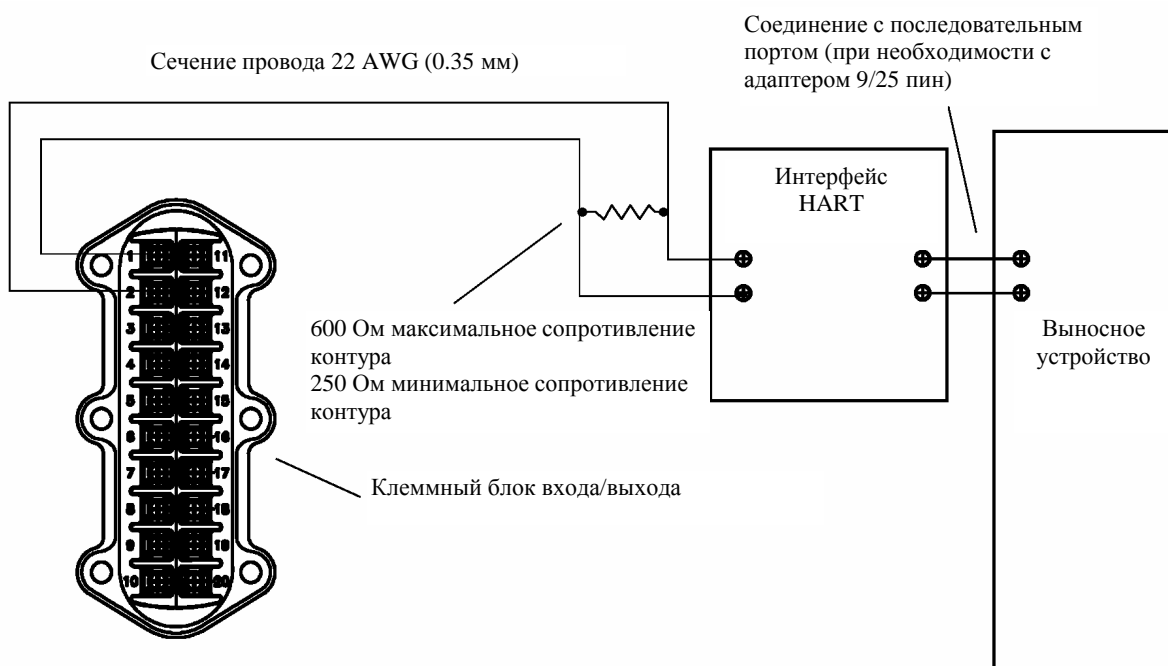 Соединение с последовательным
портом (при необходимости с
адаптером 9/25 пин)
Сечение провода 22 AWG (0.35 мм)
Интерфейс
HART
600 Ом максимальное сопротивление
контура
250 Ом минимальное сопротивление
контура
Выносное
устройство
Клеммный блок входа/выхода
1 11
2 12
3 13
4 14
5 15
6 16
7 17
8 18
9 19
10 20